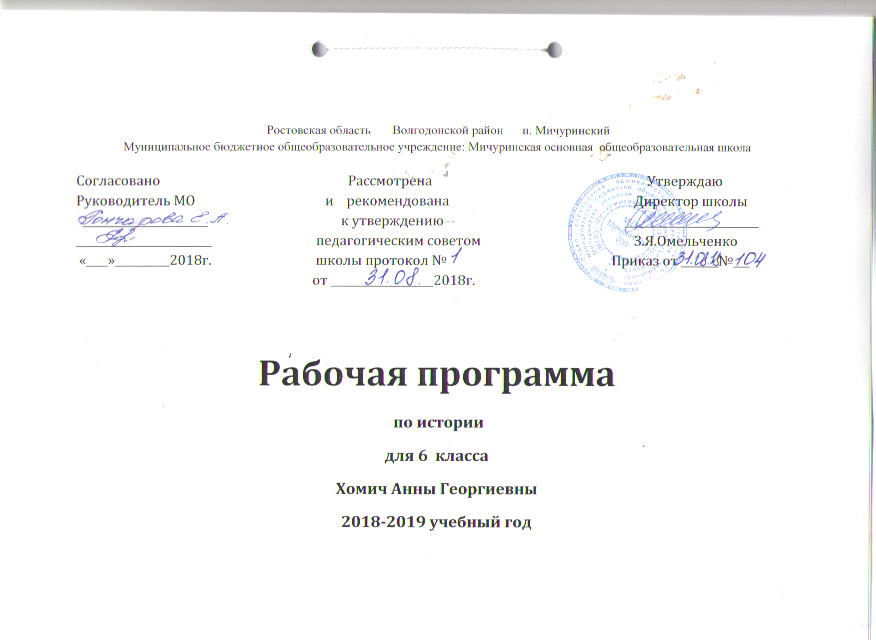 Ростовская область Волгодонской район п. Мичуринский
Муниципальное бюджетное общеобразовательное учреждение: Мичуринская основная общеобразовательная школа
Согласовано
Руководитель МО
Гончарова Е.А
«___»________2018г.
Рассмотрена
и рекомендована
к утверждению
педагогическим советом
школы протокол № 1
от 31.08.2018г.
Утверждаю
Директор школы
З.Я.Омельченко
Приказ от 31.08.18 № 104
Рабочая программа
по истории
для 6 класса
Хомич Анны Георгиевны
2018-2019 учебный год